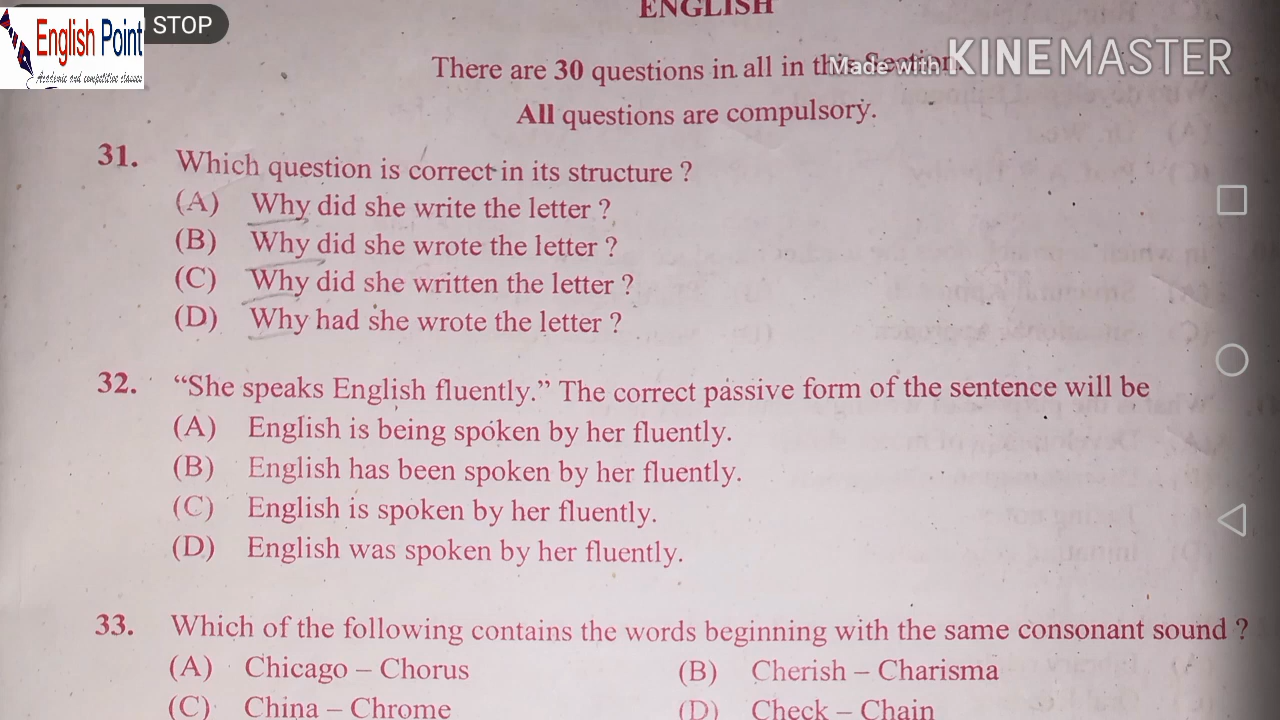 English Point
Academic and competitive classes
STOP
ENGLISH
Made with KINEMASTER
There are 30 questions in all in this Section.
All questions are compulsory.
31. Which question is correct in its structure ?
(A) Why did she write the letter ?
(B) Why did she wrote the letter ?
(C) Why did she written the letter ?
(D) Why had she wrote the letter ?
32. “She speaks English fluently.” The correct passive form of the sentence will be
(A) English is being spoken by her fluently.
(B) English has been spoken by her fluently.
(C) English is spoken by her fluently.
(D) English was spoken by her fluently.
33. Which of the following contains the words beginning with the same consonant sound ?
(A) Chicago – Chorus (B) Cherish – Charisma
(C) China – Chrome (D) Check – Chain